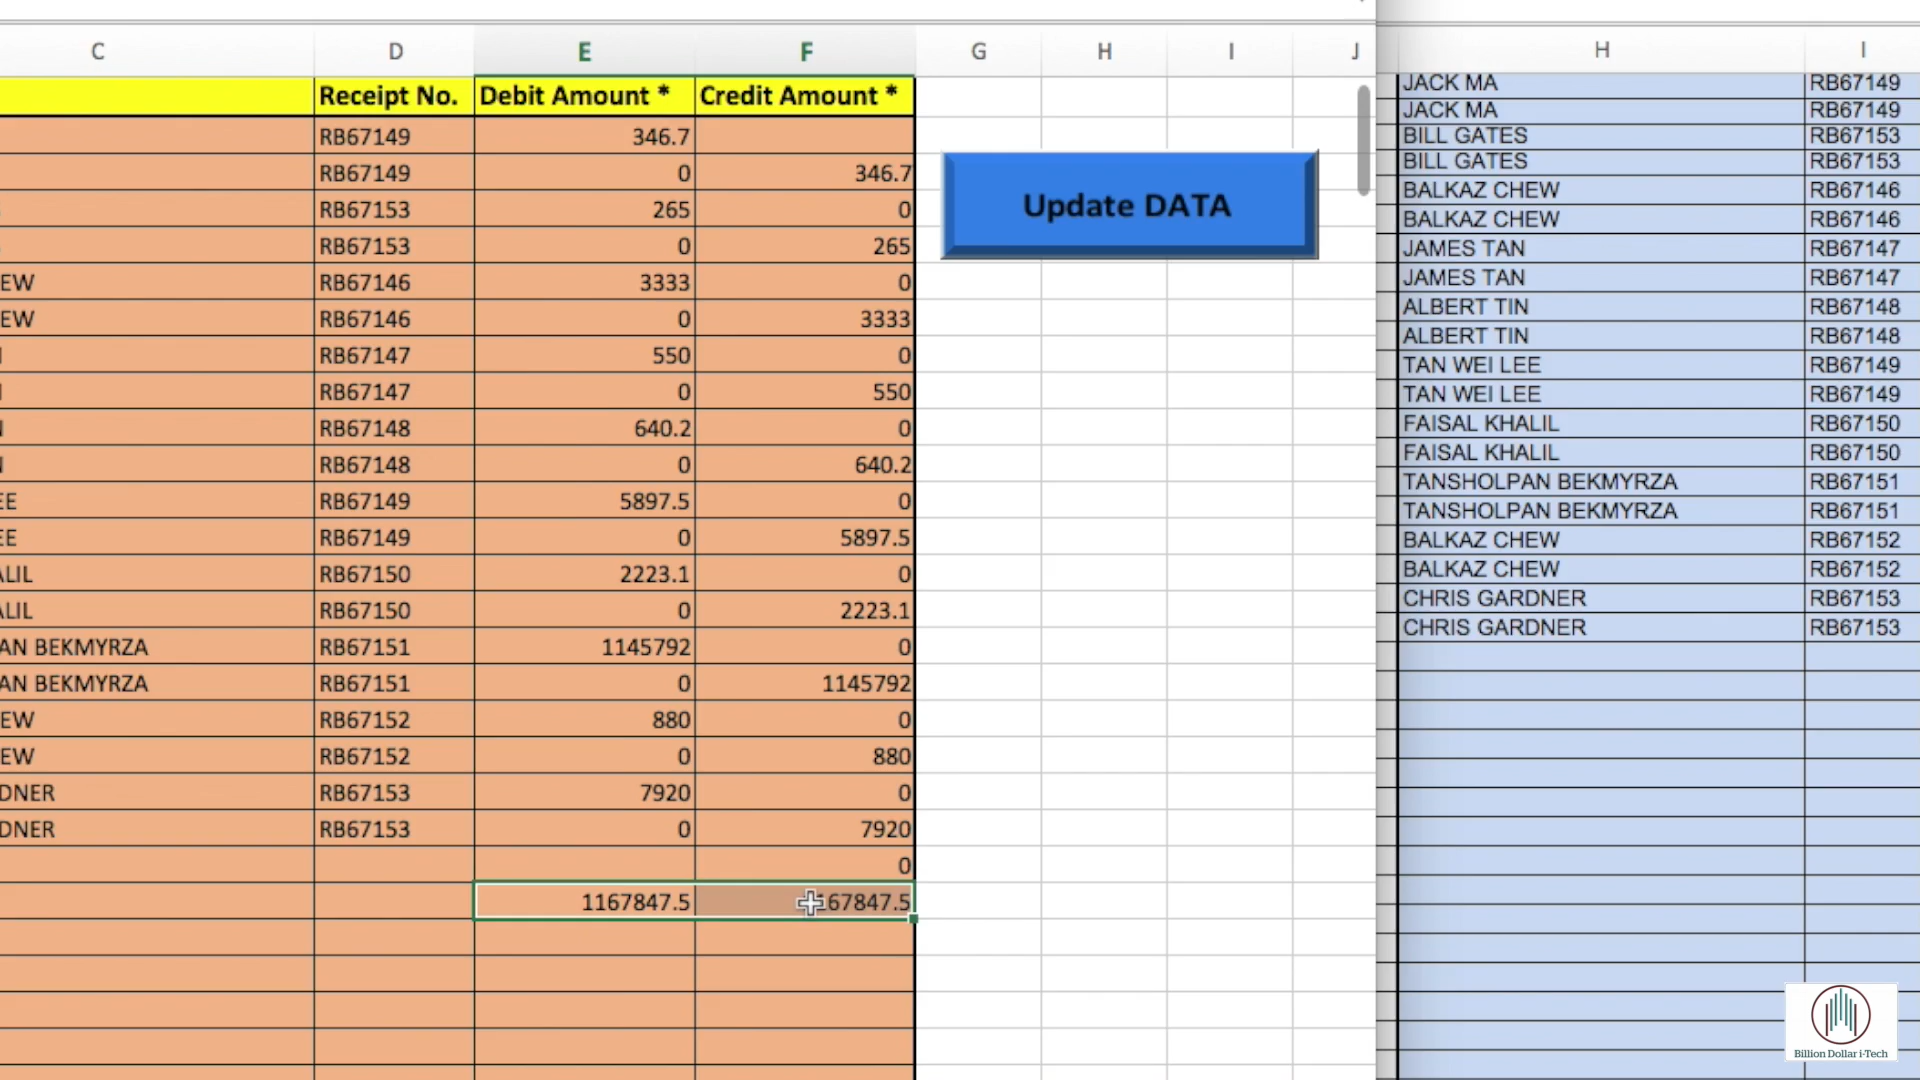 C D E F G H I J
Receipt No. Debit Amount * Credit Amount *
RB67149 346.7
RB67149 0 346.7
RB67153 265 0
RB67153 0 265
EW RB67146 3333 0
EW RB67146 0 3333
RB67147 550 0
RB67147 0 550
RB67148 640.2 0
RB67148 0 640.2
EE RB67149 5897.5 0
EE RB67149 0 5897.5
ALIL RB67150 2223.1 0
ALIL RB67150 0 2223.1
AN BEKMYRZA RB67151 1145792 0
AN BEKMYRZA RB67151 0 1145792
EW RB67152 880 0
EW RB67152 0 880
DNER RB67153 7920 0
DNER RB67153 0 7920
0
1167847.5 167847.5
Update DATA
H I
JACK MA RB67149
JACK MA RB67149
BILL GATES RB67153
BILL GATES RB67153
BALKAZ CHEW RB67146
BALKAZ CHEW RB67146
JAMES TAN RB67147
JAMES TAN RB67147
ALBERT TIN RB67148
ALBERT TIN RB67148
TAN WEI LEE RB67149
TAN WEI LEE RB67149
FAISAL KHALIL RB67150
FAISAL KHALIL RB67150
TANSHOLPAN BEKMYRZA RB67151
TANSHOLPAN BEKMYRZA RB67151
BALKAZ CHEW RB67152
BALKAZ CHEW RB67152
CHRIS GARDNER RB67153
CHRIS GARDNER RB67153
Billion Dollar i-Tech